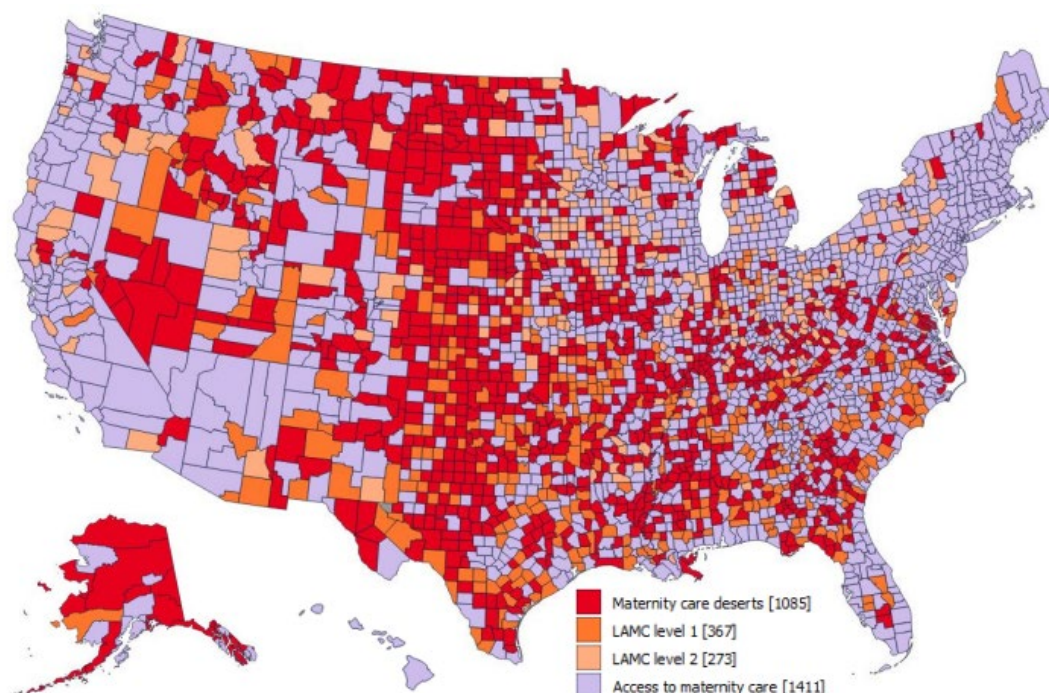 Maternity care deserts [1085]
LAMC level 1 [367]
LAMC level 2 [273]
Access to maternity care [1411]